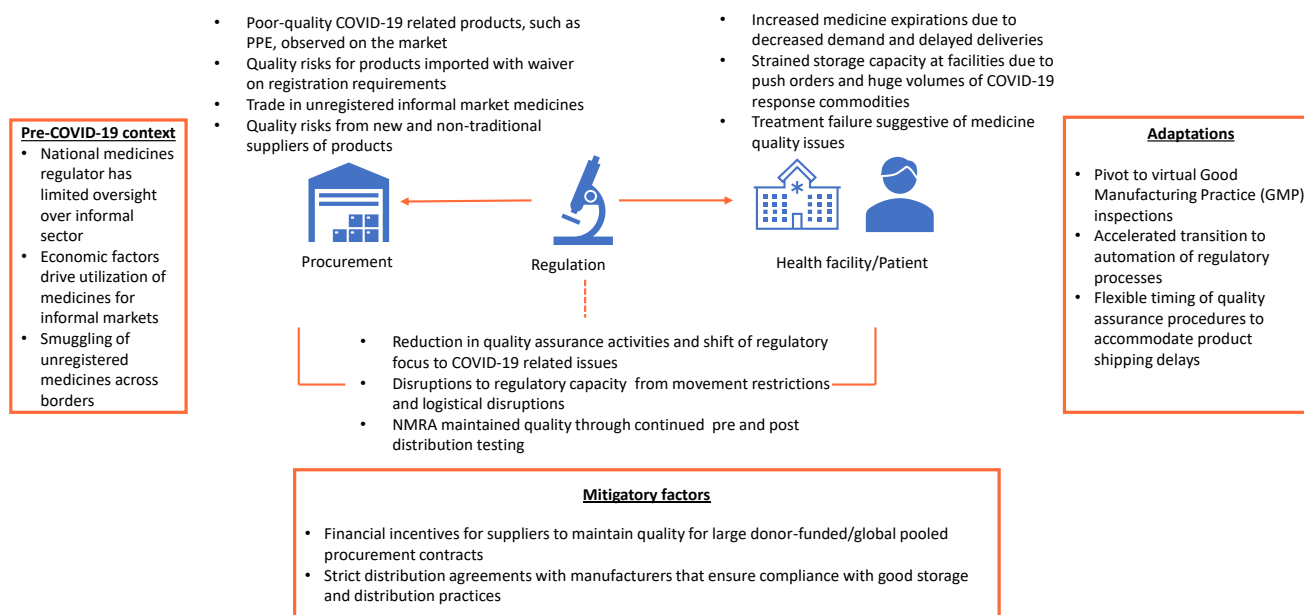 • Poor-quality COVID-19 related products, such as
PPE, observed on the market
• Quality risks for products imported with waiver
on registration requirements
• Trade in unregistered informal market medicines
• Quality risks from new and non-traditional
suppliers of products
• Increased medicine expirations due to
decreased demand and delayed deliveries
• Strained storage capacity at facilities due to
push orders and huge volumes of COVID-19
response commodities
• Treatment failure suggestive of medicine
quality issues
Pre-COVID-19 context
• National medicines
regulator has
limited oversight
over informal
sector
• Economic factors
drive utilization of
medicines for
informal markets
• Smuggling of
unregistered
medicines across
borders
Procurement
Regulation
Health facility/Patient
Adaptations
• Pivot to virtual Good
Manufacturing Practice (GMP)
inspections
• Accelerated transition to
automation of regulatory
processes
• Flexible timing of quality
assurance procedures to
accommodate product
shipping delays
• Reduction in quality assurance activities and shift of regulatory
focus to COVID-19 related issues
• Disruptions to regulatory capacity from movement restrictions
and logistical disruptions
• NMRA maintained quality through continued pre and post
distribution testing
Mitigatory factors
• Financial incentives for suppliers to maintain quality for large donor-funded/global pooled
procurement contracts
• Strict distribution agreements with manufacturers that ensure compliance with good storage
and distribution practices